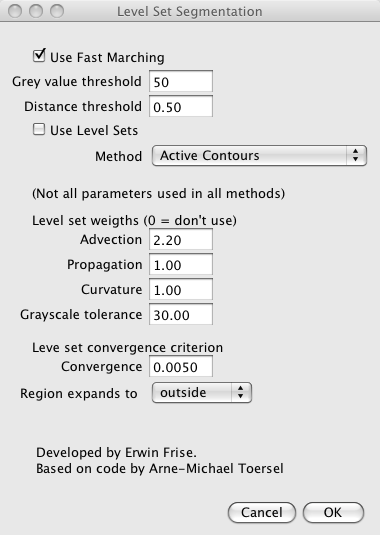 Level Set Segmentation
Use Fast Marching
Grey value threshold 50
Distance threshold 0.50
Use Level Sets
Method Active Contours
(Not all parameters used in all methods)
Level set weigths (0 = don't use)
Advection 2.20
Propagation 1.00
Curvature 1.00
Grayscale tolerance 30.00
Leve set convergence criterion
Convergence 0.0050
Region expands to outside
Developed by Erwin Frise.
Based on code by Arne-Michael Toersel
Cancel OK